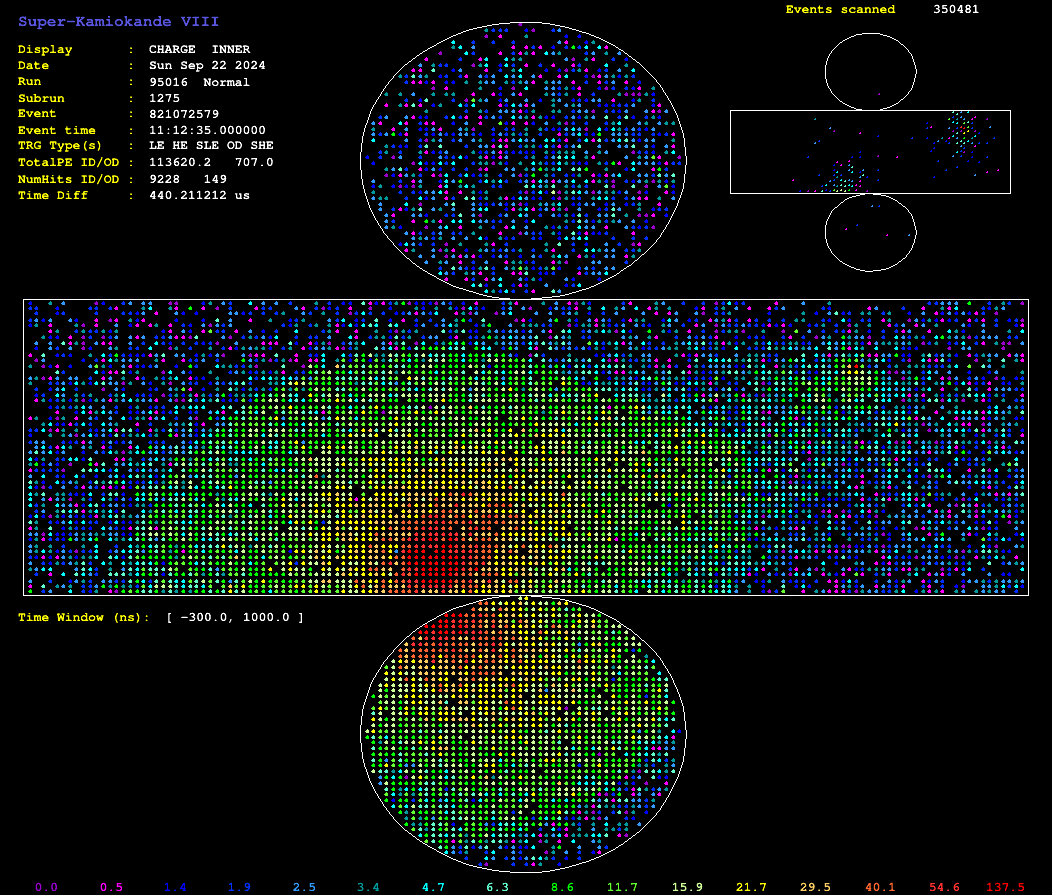 Super-Kamiokande VIII
Display : CHARGE INNER
Date : Sun Sep 22 2024
Run : 95016 Normal
Subrun : 1275
Event : 821072579
Event time : 11:12:35.000000
TRG Type(s) : LE HE SLE OD SHE
TotalPE ID/OD : 113620.2 707.0
NumHits ID/OD : 9228 149
Time Diff : 440.211212 us
Events scanned 350481
Time Window (ns): [ -300.0, 1000.0 ]
0.0 0.5 1.4 1.9 2.5 3.4 4.7 6.3 8.6 11.7 15.9 21.7 29.5 40.1 54.6 137.5